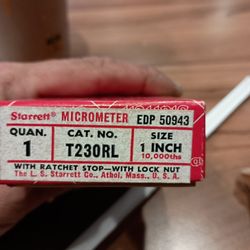 Starrett® MICROMETER EDP 50943
QUAN. CAT. NO. SIZE
1 T230RL 1 INCH
10,000ths
WITH RATCHET STOP—WITH LOCK NUT
The L. S. Starrett Co., Athol, Mass., U. S. A.